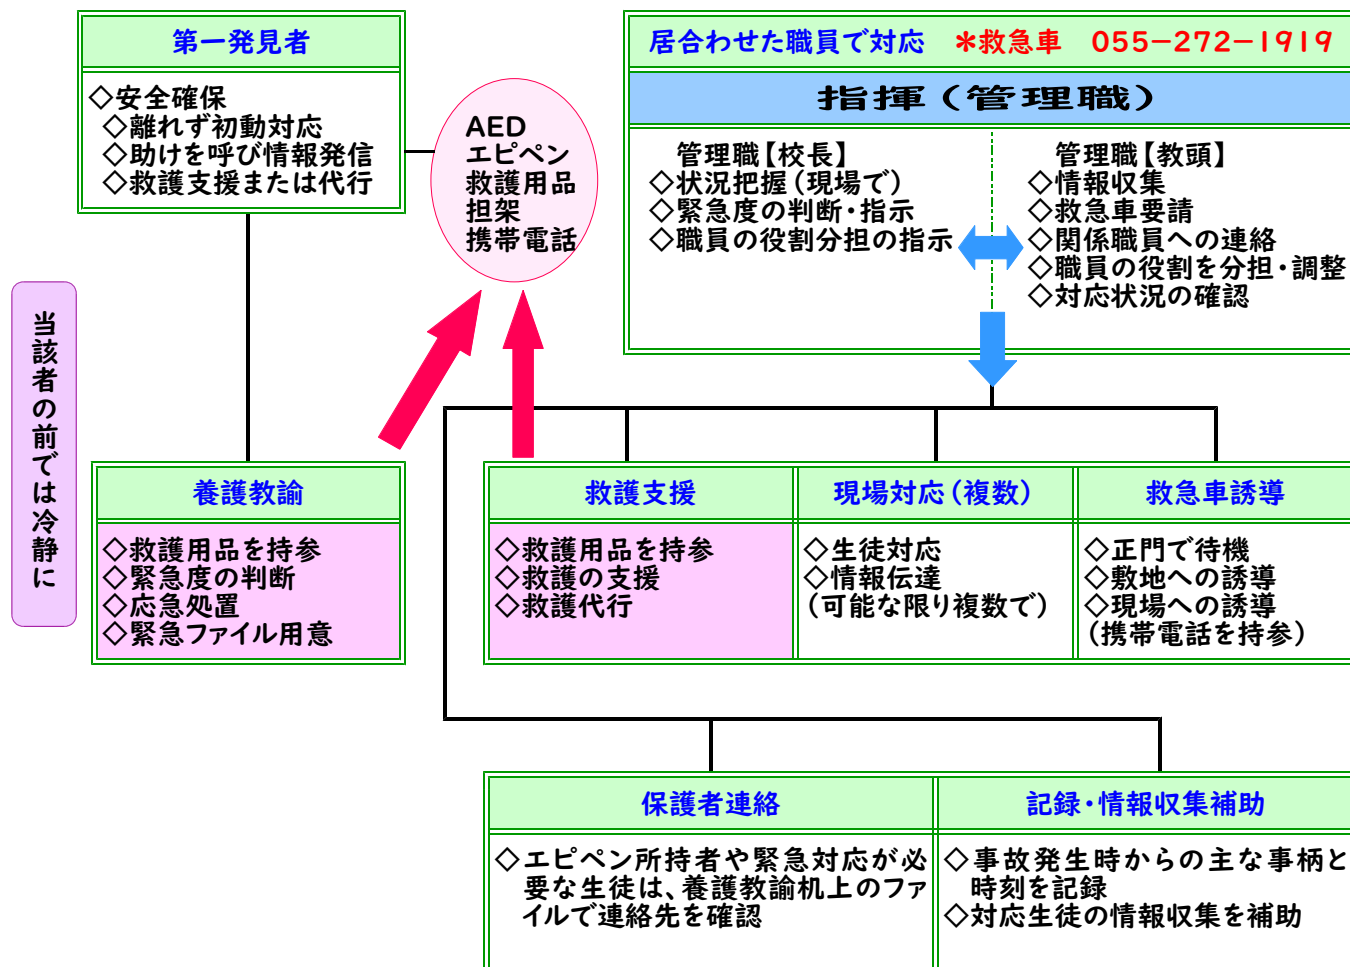 第一発見者
◇安全確保
◇離れず初動対応
◇助けを呼び情報発信
◇救護支援または代行
AED
エピペン
救護用品
担架
携帯電話
居合わせた職員で対応　＊救急車　055−272−1919
指揮（管理職）
管理職【校長】
◇状況把握（現場で）
◇緊急度の判断・指示
◇職員の役割分担の指示
管理職【教頭】
◇情報収集
◇救急車要請
◇関係職員への連絡
◇職員の役割を分担・調整
◇対応状況の確認
当該者の前では冷静に
養護教諭
◇救護用品を持参
◇緊急度の判断
◇応急処置
◇緊急ファイル用意
救護支援
◇救護用品を持参
◇救護の支援
◇救護代行
現場対応（複数）
◇生徒対応
◇情報伝達
（可能な限り複数で）
救急車誘導
◇正門で待機
◇敷地への誘導
◇現場への誘導
（携帯電話を持参）
保護者連絡
◇エピペン所持者や緊急対応が必
要な生徒は、養護教諭机上のファ
イルで連絡先を確認
記録・情報収集補助
◇事故発生時からの主な事柄と
時刻を記録
◇対応生徒の情報収集を補助